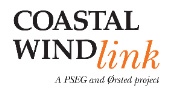 COASTAL
WINDlink
A PSEG and Ørsted project